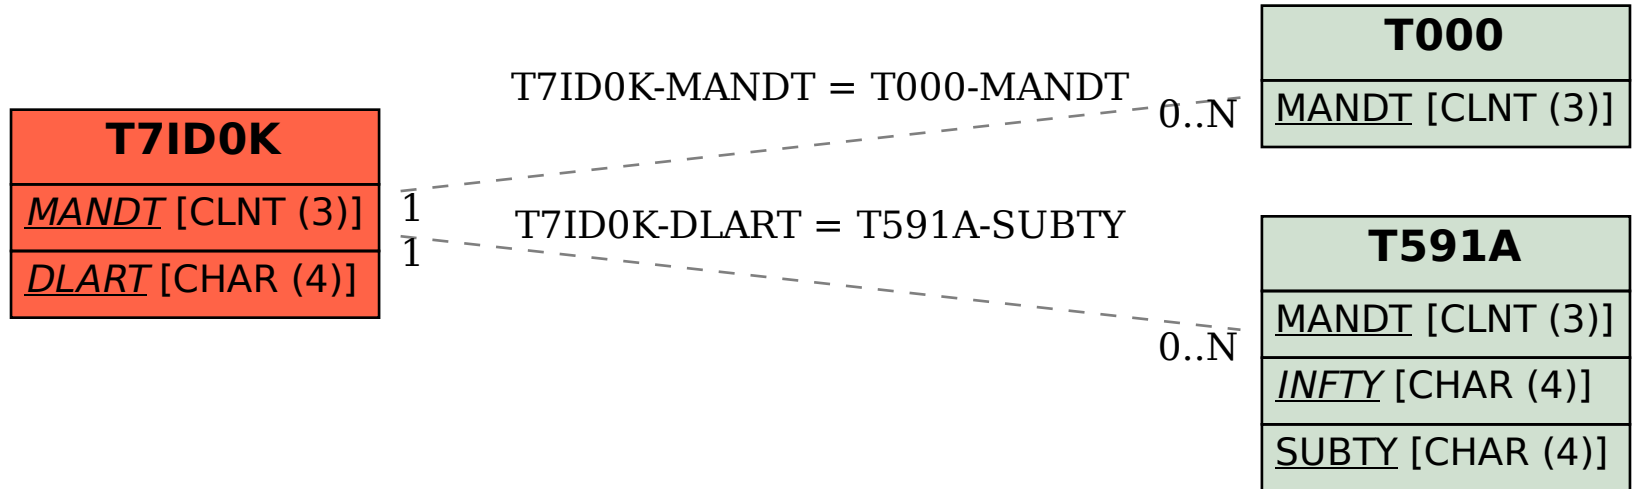 T7ID0K
MANDT [CLNT (3)]
DLART [CHAR (4)]
T7ID0K-MANDT = T000-MANDT
1
0..N
T7ID0K-DLART = T591A-SUBTY
1
0..N
T000
MANDT [CLNT (3)]
T591A
MANDT [CLNT (3)]
INFTY [CHAR (4)]
SUBTY [CHAR (4)]